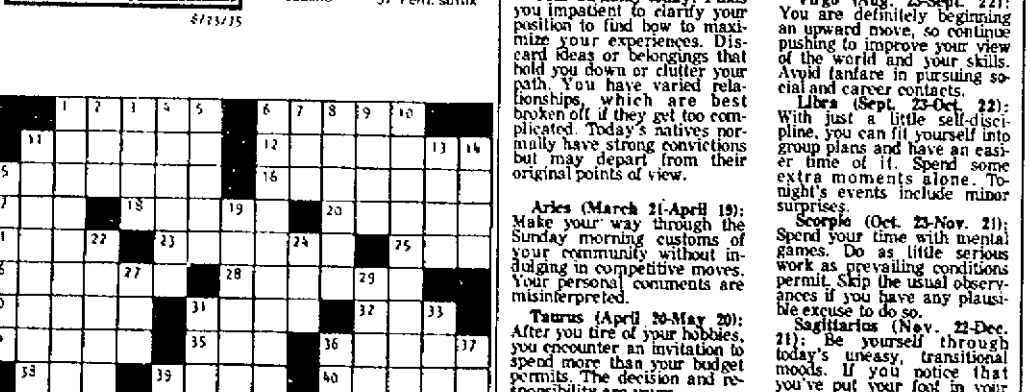 8/23/75
1 2 3 4 5 6 7 8 9 10
11 12 13 14
16
18 19 20
22 23 24 25
27 28 29
31 32 33
35 36 37
38 39 40
you impatient to clarify your
position to find how to maxi-
mize your experiences. Dis-
card ideas or belongings that
hold you down or clutter your
path. You have varied rela-
tionships, which are best
broken off if they get too com-
plicated. Today's natives nor-
mally have strong convictions
but may depart from their
original points of view.
Aries (March 21-April 19):
Make your way through the
Sunday morning customs of
your community without in-
dulging in competitive moves.
Your personal comments are
misinterpreted.
Taurus (April 20-May 20):
After you tire of your hobbies,
you encounter an invitation to
spend more than your budget
permits. The decision and re-
Virgo (Aug. 23-Sept. 22):
You are definitely beginning
an upward move, so continue
pushing to improve your view
of the world and your skills.
Avoid fanfare in pursuing so-
cial and career contacts.
Libra (Sept. 23-Oct. 22):
With just a little self-disci-
pline, you can fit yourself into
group plans and have an easi-
er time of it. Spend some
extra moments alone. To-
night's events include minor
surprises.
Scorpio (Oct. 23-Nov. 21):
Spend your time with mental
games. Do as little serious
work as prevailing conditions
permit. Skip the usual observ-
ances if you have any plausi-
ble excuse to do so.
Sagittarius (Nov. 22-Dec.
21): Be yourself through
today's uneasy, transitional
moods. If you notice that
you've put your foot in your